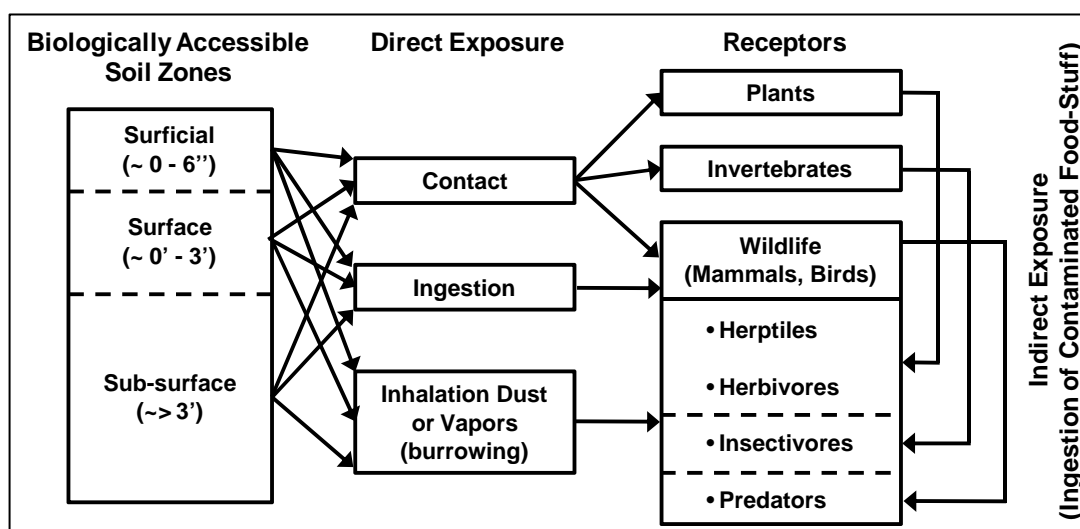 Biologically Accessible
Soil Zones
Surficial
(~ 0 - 6’’)
Surface
(~ 0’ - 3’)
Sub-surface
(~> 3’)
Direct Exposure
Contact
Ingestion
Inhalation Dust
or Vapors
(burrowing)
Receptors
Plants
Invertebrates
Wildlife
(Mammals, Birds)
• Herptiles
• Herbivores
• Insectivores
• Predators
Indirect Exposure
(Ingestion of Contaminated Food-Stuff)